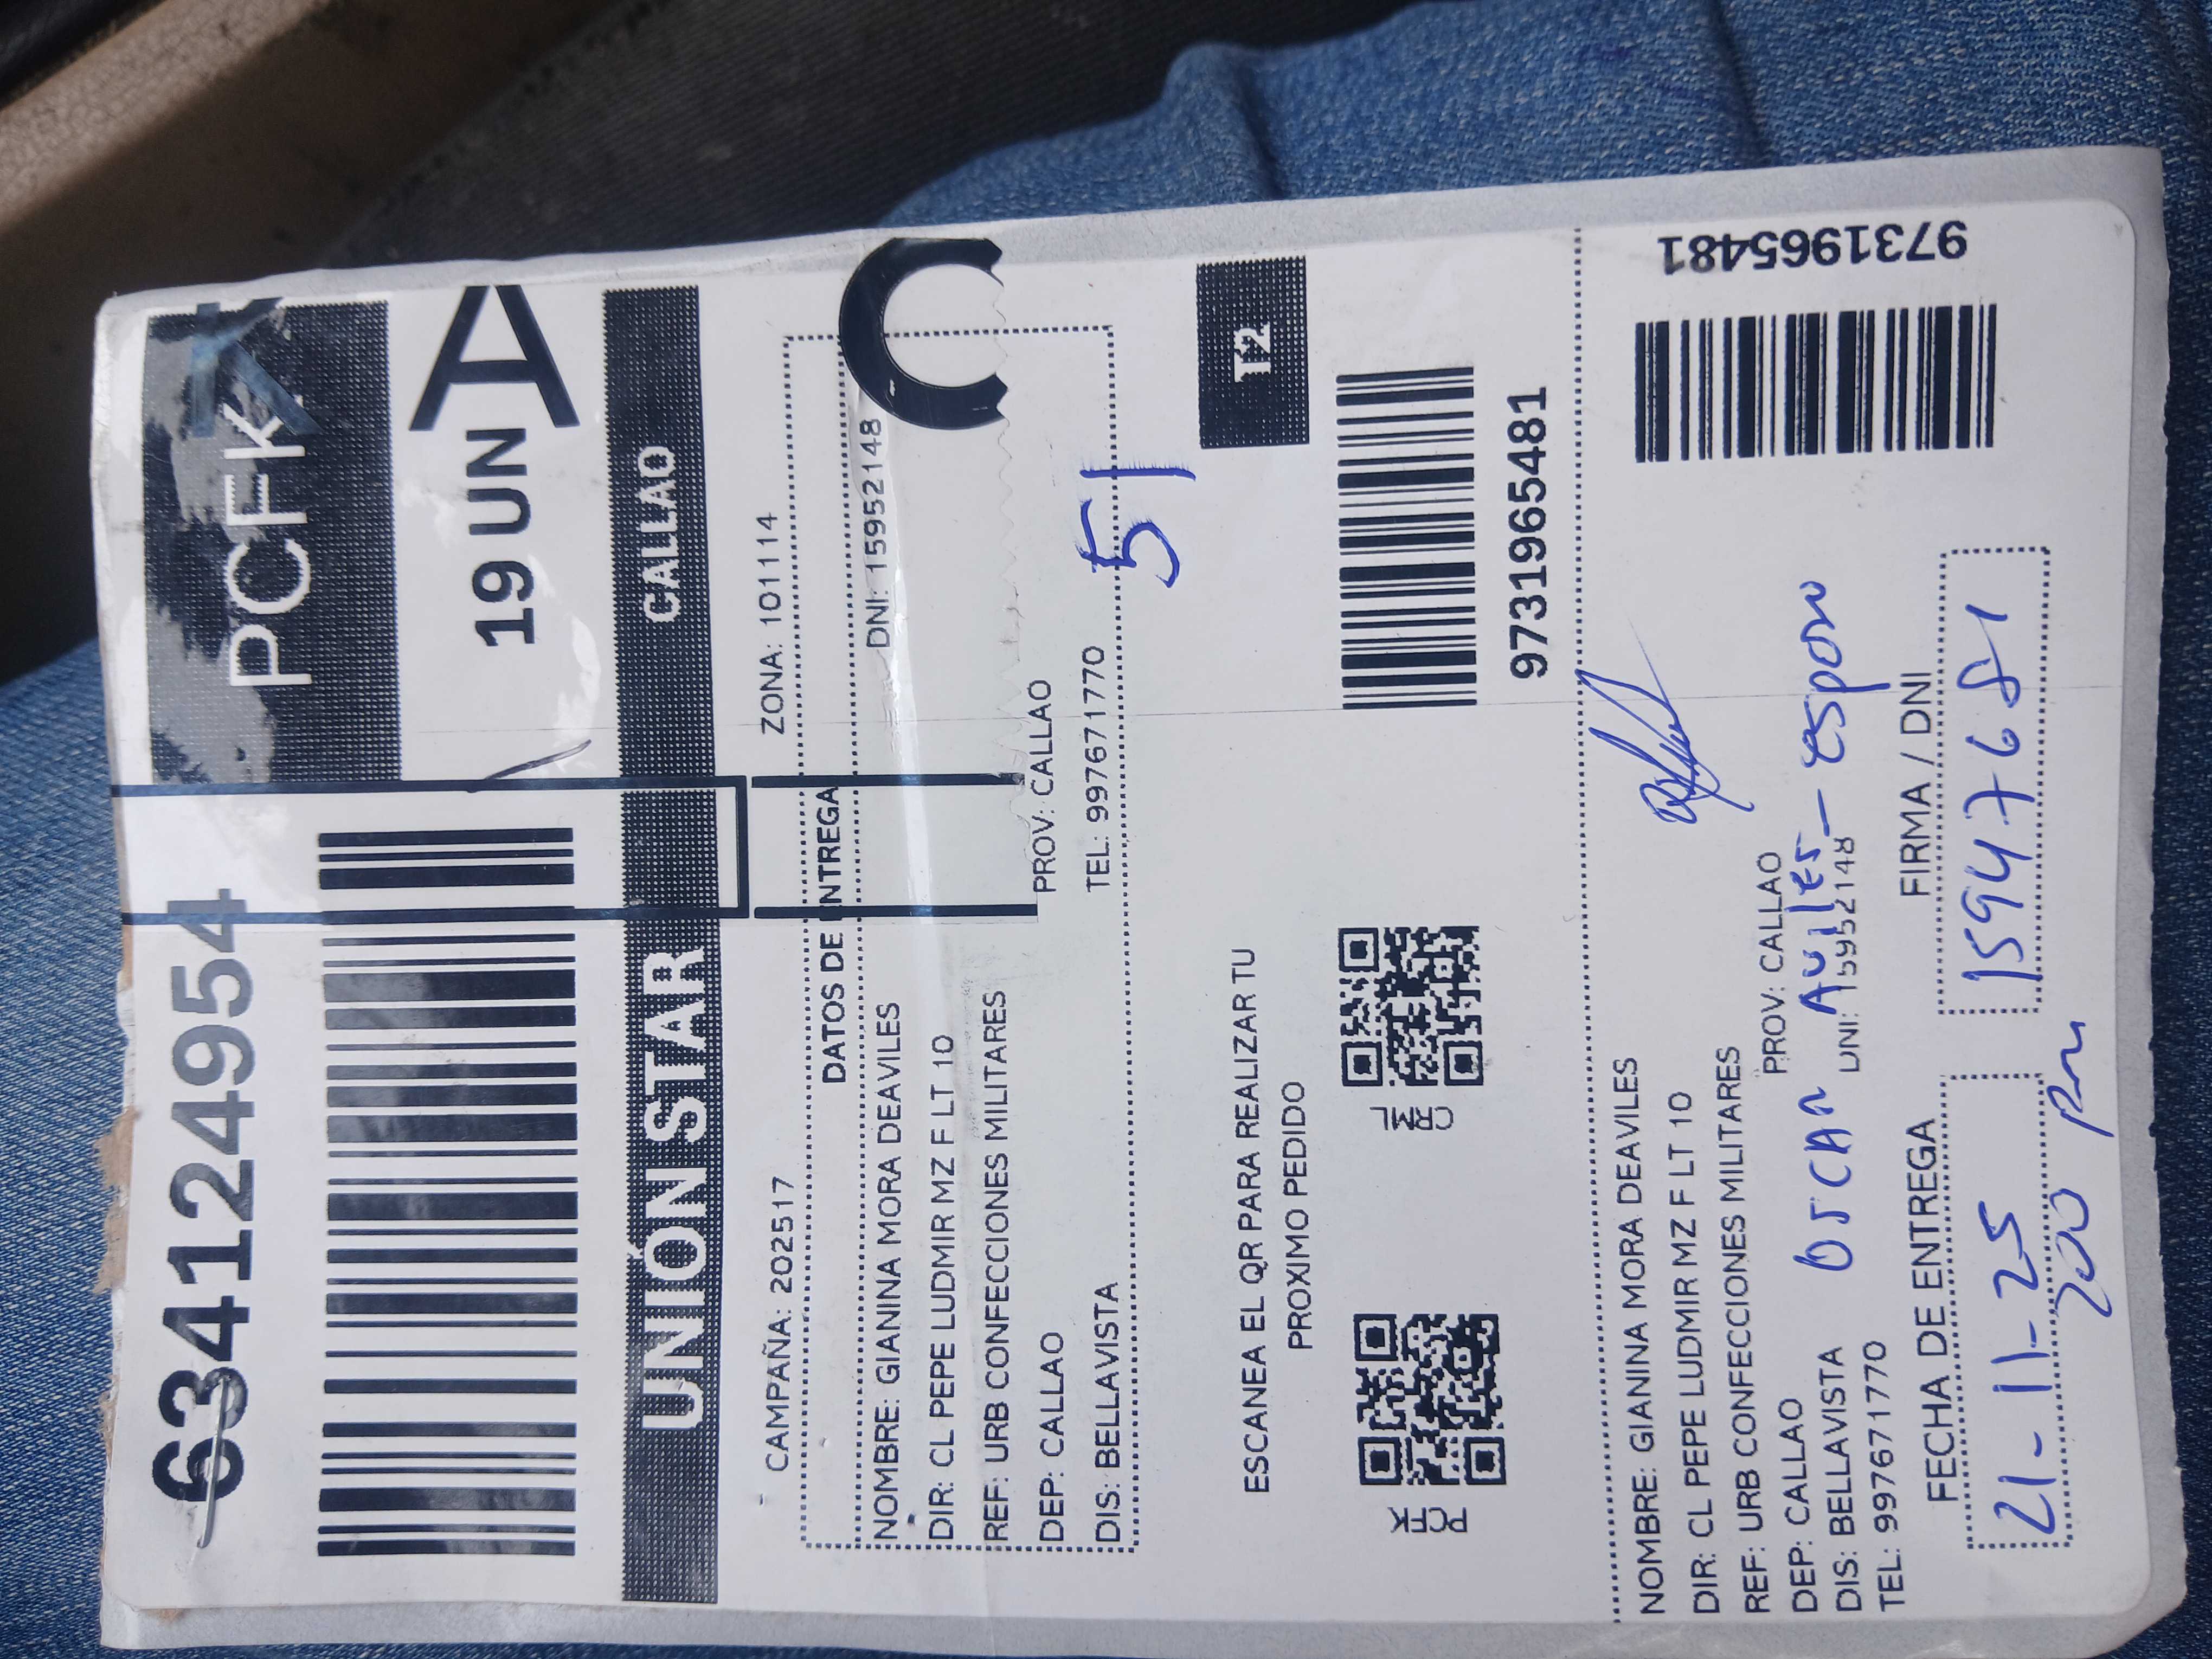 634124954
PCFK
19 UN
A
UNIÓN STAR CALLAO
CAMPAÑA: 202517 ZONA: 101114
DATOS DE ENTREGA
NOMBRE: GIANINA MORA DEAVILES DNI: 15952148
DIR: CL PEPE LUDMIR MZ F LT 10
C
REF: URB CONFECCIONES MILITARES
DEP: CALLAO PROV: CALLAO
DIS: BELLAVISTA TEL: 997671770
51
T2
ESCANEA EL QR PARA REALIZAR TU
PROXIMO PEDIDO
9731965481
NOMBRE: GIANINA MORA DEAVILES
DIR: CL PEPE LUDMIR MZ F LT 10
REF: URB CONFECCIONES MILITARES
DEP: CALLAO PROV: CALLAO
OSCAR AVILES - esposo
DIS: BELLAVISTA DNI: 15952148
TEL: 997671770
FECHA DE ENTREGA FIRMA / DNI
21-11-25 15947681
200 Pm
9731965481